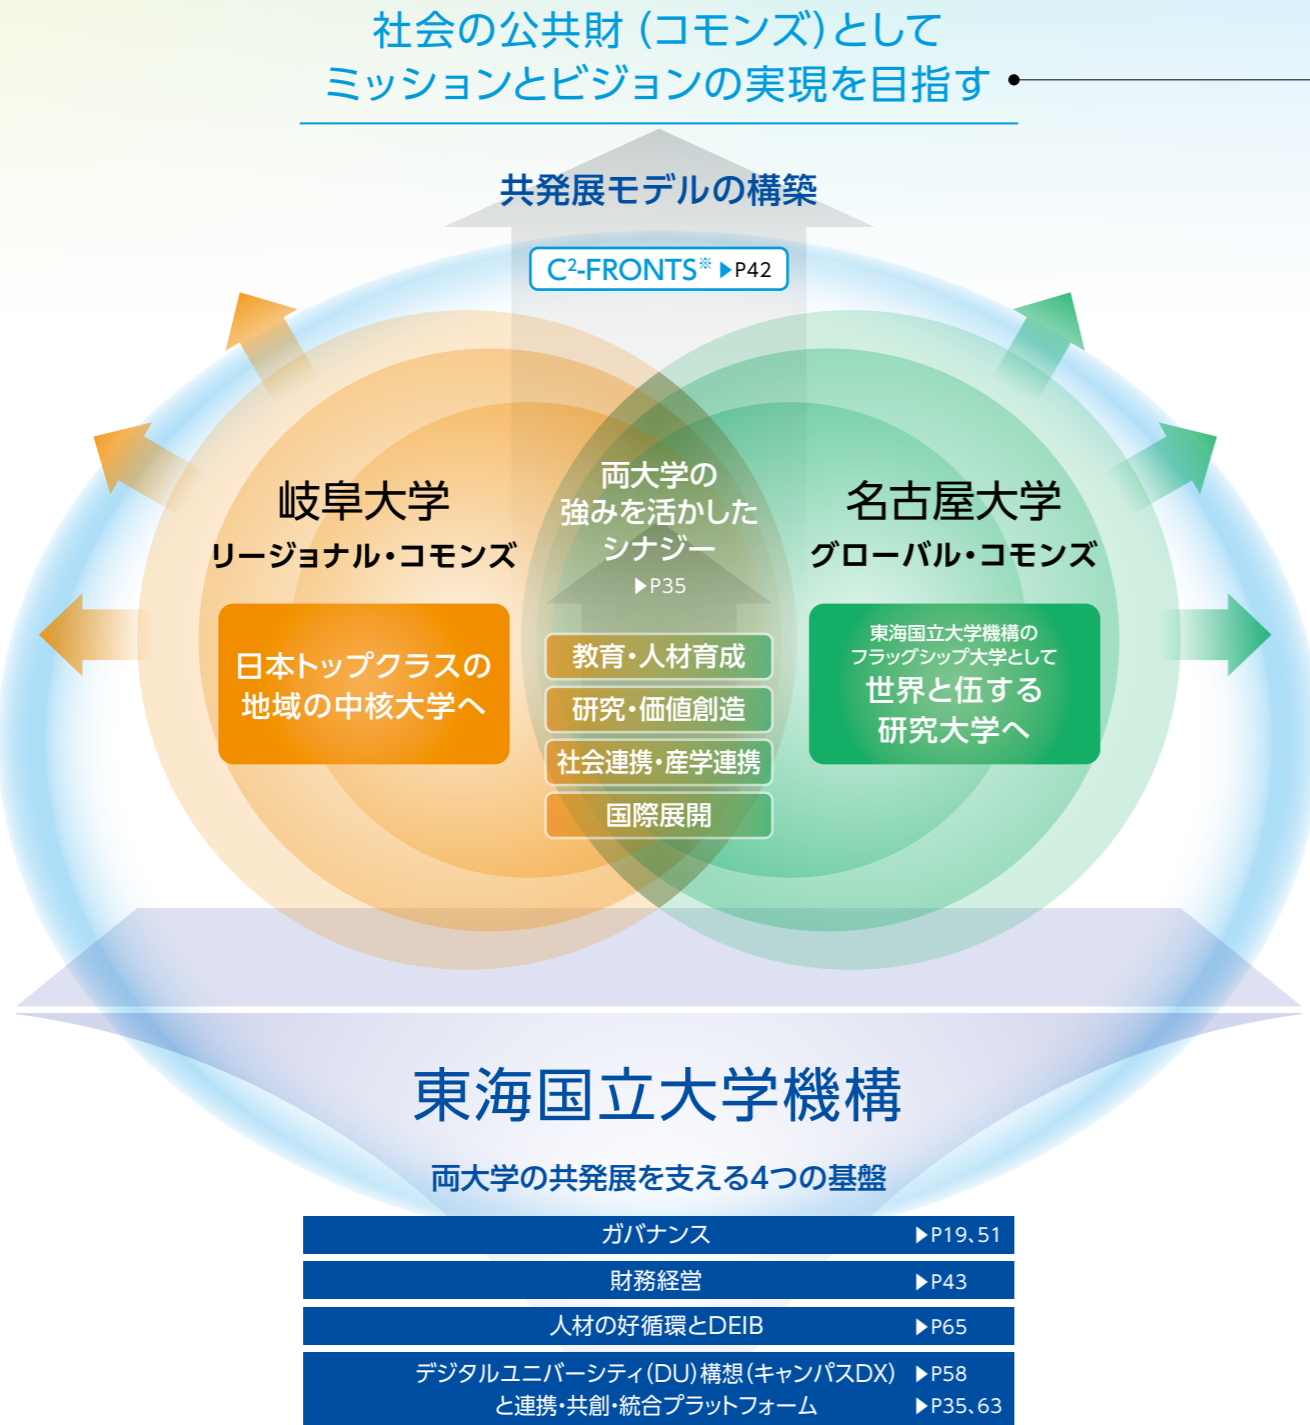 社会の公共財（コモンズ）として
ミッションとビジョンの実現を目指す
共発展モデルの構築
C²-FRONTS※ ▶P42
岐阜大学
リージョナル・コモンズ
日本トップクラスの
地域の中核大学へ
両大学の
強みを活かした
シナジー
▶P35
教育・人材育成
研究・価値創造
社会連携・産学連携
国際展開
名古屋大学
グローバル・コモンズ
東海国立大学機構の
フラッグシップ大学として
世界と伍する
研究大学へ
東海国立大学機構
両大学の共発展を支える4つの基盤
ガバナンス ▶P19、51
財務経営 ▶P43
人材の好循環とDEIB ▶P65
デジタルユニバーシティ（DU）構想（キャンパスDX） ▶P58
と連携・共創・統合プラットフォーム ▶P35、63